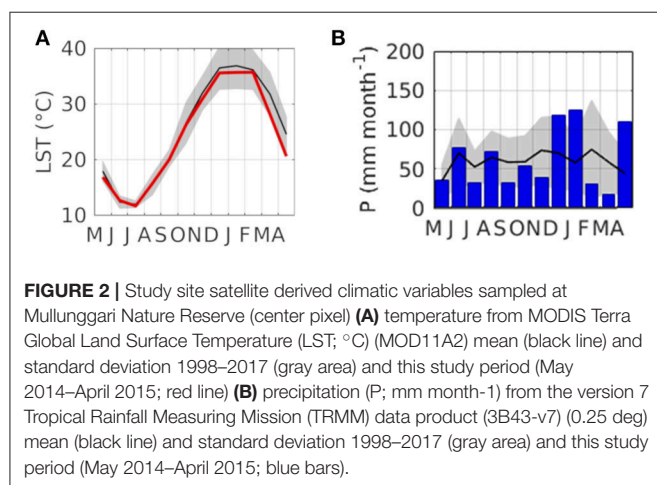 A
B
40
30
20
10
LST (°C)
M J J A S O N D J F M A
200
150
100
50
0
P (mm month-1)
M J J A S O N D J F M A
FIGURE 2 | Study site satellite derived climatic variables sampled at
Mullunggari Nature Reserve (center pixel) (A) temperature from MODIS Terra
Global Land Surface Temperature (LST; °C) (MOD11A2) mean (black line) and
standard deviation 1998–2017 (gray area) and this study period (May
2014–April 2015; red line) (B) precipitation (P; mm month-1) from the version 7
Tropical Rainfall Measuring Mission (TRMM) data product (3B43-v7) (0.25 deg)
mean (black line) and standard deviation 1998–2017 (gray area) and this study
period (May 2014–April 2015; blue bars).